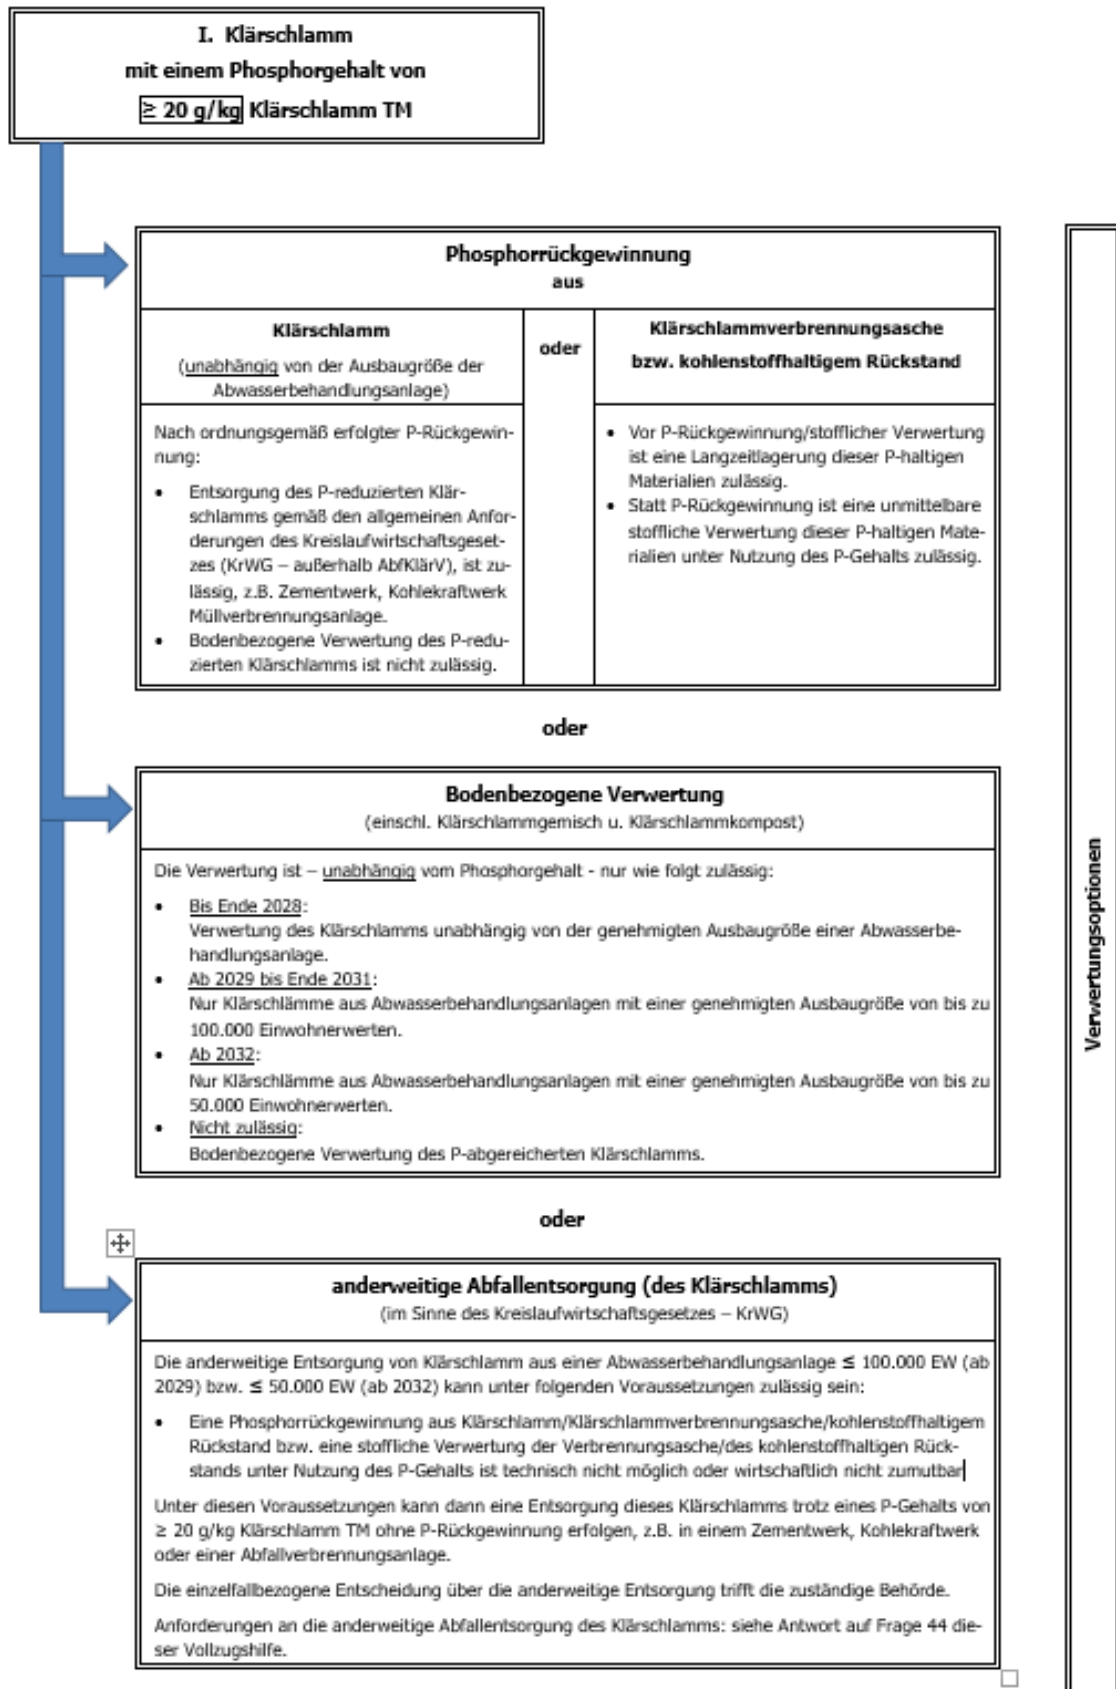 I. Klärschlamm
mit einem Phosphorgehalt von
≥ 20 g/kg Klärschlamm TM
Phosphorrückgewinnung
aus
Klärschlamm
(unabhängig von der Ausbaugröße der
Abwasserbehandlungsanlage)
oder
Klärschlammverbrennungsasche
bzw. kohlenstoffhaltigem Rückstand
Nach ordnungsgemäß erfolgter P-Rückgewin-
nung:
• Entsorgung des P-reduzierten Klär-
schlamms gemäß den allgemeinen Anfor-
derungen des Kreislaufwirtschaftsgeset-
zes (KrWG – außerhalb AbfKlärV), ist zu-
lässig, z.B. Zementwerk, Kohlekraftwerk
Müllverbrennungsanlage.
• Bodenbezogene Verwertung des P-redu-
zierten Klärschlamms ist nicht zulässig.
• Vor P-Rückgewinnung/stofflicher Verwertung
ist eine Langzeitlagerung dieser P-haltigen
Materialien zulässig.
• Statt P-Rückgewinnung ist eine unmittelbare
stoffliche Verwertung dieser P-haltigen Mate-
rialien unter Nutzung des P-Gehalts zulässig.
oder
Bodenbezogene Verwertung
(einschl. Klärschlammgemisch u. Klärschlammkompost)
Die Verwertung ist – unabhängig vom Phosphorgehalt - nur wie folgt zulässig:
• Bis Ende 2028:
Verwertung des Klärschlamms unabhängig von der genehmigten Ausbaugröße einer Abwasserbe-
handlungsanlage.
• Ab 2029 bis Ende 2031:
Nur Klärschlämme aus Abwasserbehandlungsanlagen mit einer genehmigten Ausbaugröße von bis zu
100.000 Einwohnerwerten.
• Ab 2032:
Nur Klärschlämme aus Abwasserbehandlungsanlagen mit einer genehmigten Ausbaugröße von bis zu
50.000 Einwohnerwerten.
• Nicht zulässig:
Bodenbezogene Verwertung des P-abgereicherten Klärschlamms.
oder
anderweitige Abfallentsorgung (des Klärschlamms)
(im Sinne des Kreislaufwirtschaftsgesetzes – KrWG)
Die anderweitige Entsorgung von Klärschlamm aus einer Abwasserbehandlungsanlage ≤ 100.000 EW (ab
2029) bzw. ≤ 50.000 EW (ab 2032) kann unter folgenden Voraussetzungen zulässig sein:
• Eine Phosphorrückgewinnung aus Klärschlamm/Klärschlammverbrennungsasche/kohlenstoffhaltigem
Rückstand bzw. eine stoffliche Verwertung der Verbrennungsasche/des kohlenstoffhaltigen Rück-
stands unter Nutzung des P-Gehalts ist technisch nicht möglich oder wirtschaftlich nicht zumutbar
Unter diesen Voraussetzungen kann dann eine Entsorgung dieses Klärschlamms trotz eines P-Gehalts von
≥ 20 g/kg Klärschlamm TM ohne P-Rückgewinnung erfolgen, z.B. in einem Zementwerk, Kohlekraftwerk
oder einer Abfallverbrennungsanlage.
Die einzelfallbezogene Entscheidung über die anderweitige Entsorgung trifft die zuständige Behörde.
Anforderungen an die anderweitige Abfallentsorgung des Klärschlamms: siehe Antwort auf Frage 44 die-
ser Vollzugshilfe.
Verwertungsoptionen